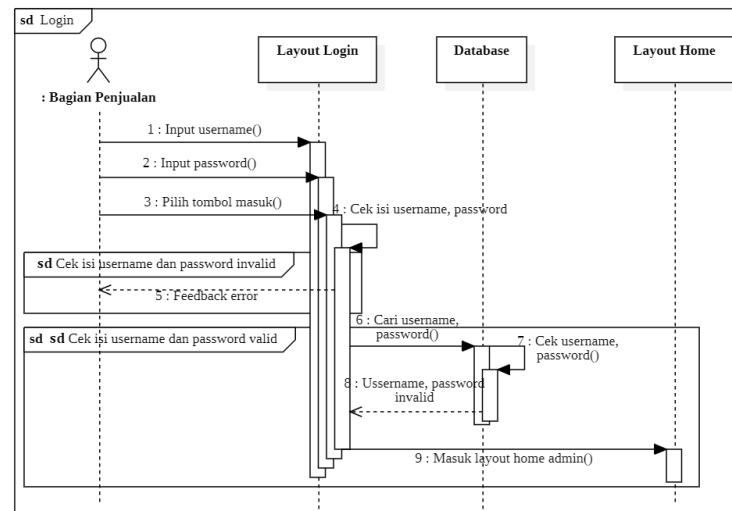 sd Login
Layout Login
Database
Layout Home
: Bagian Penjualan
1 : Input username()
2 : Input password()
3 : Pilih tombol masuk()
4 : Cek isi username, password
sd Cek isi username dan password invalid
5 : Feedback error
6 : Cari username,
password()
sd sd Cek isi username dan password valid
7 : Cek username,
password()
8 : Ussername, password
invalid
9 : Masuk layout home admin()